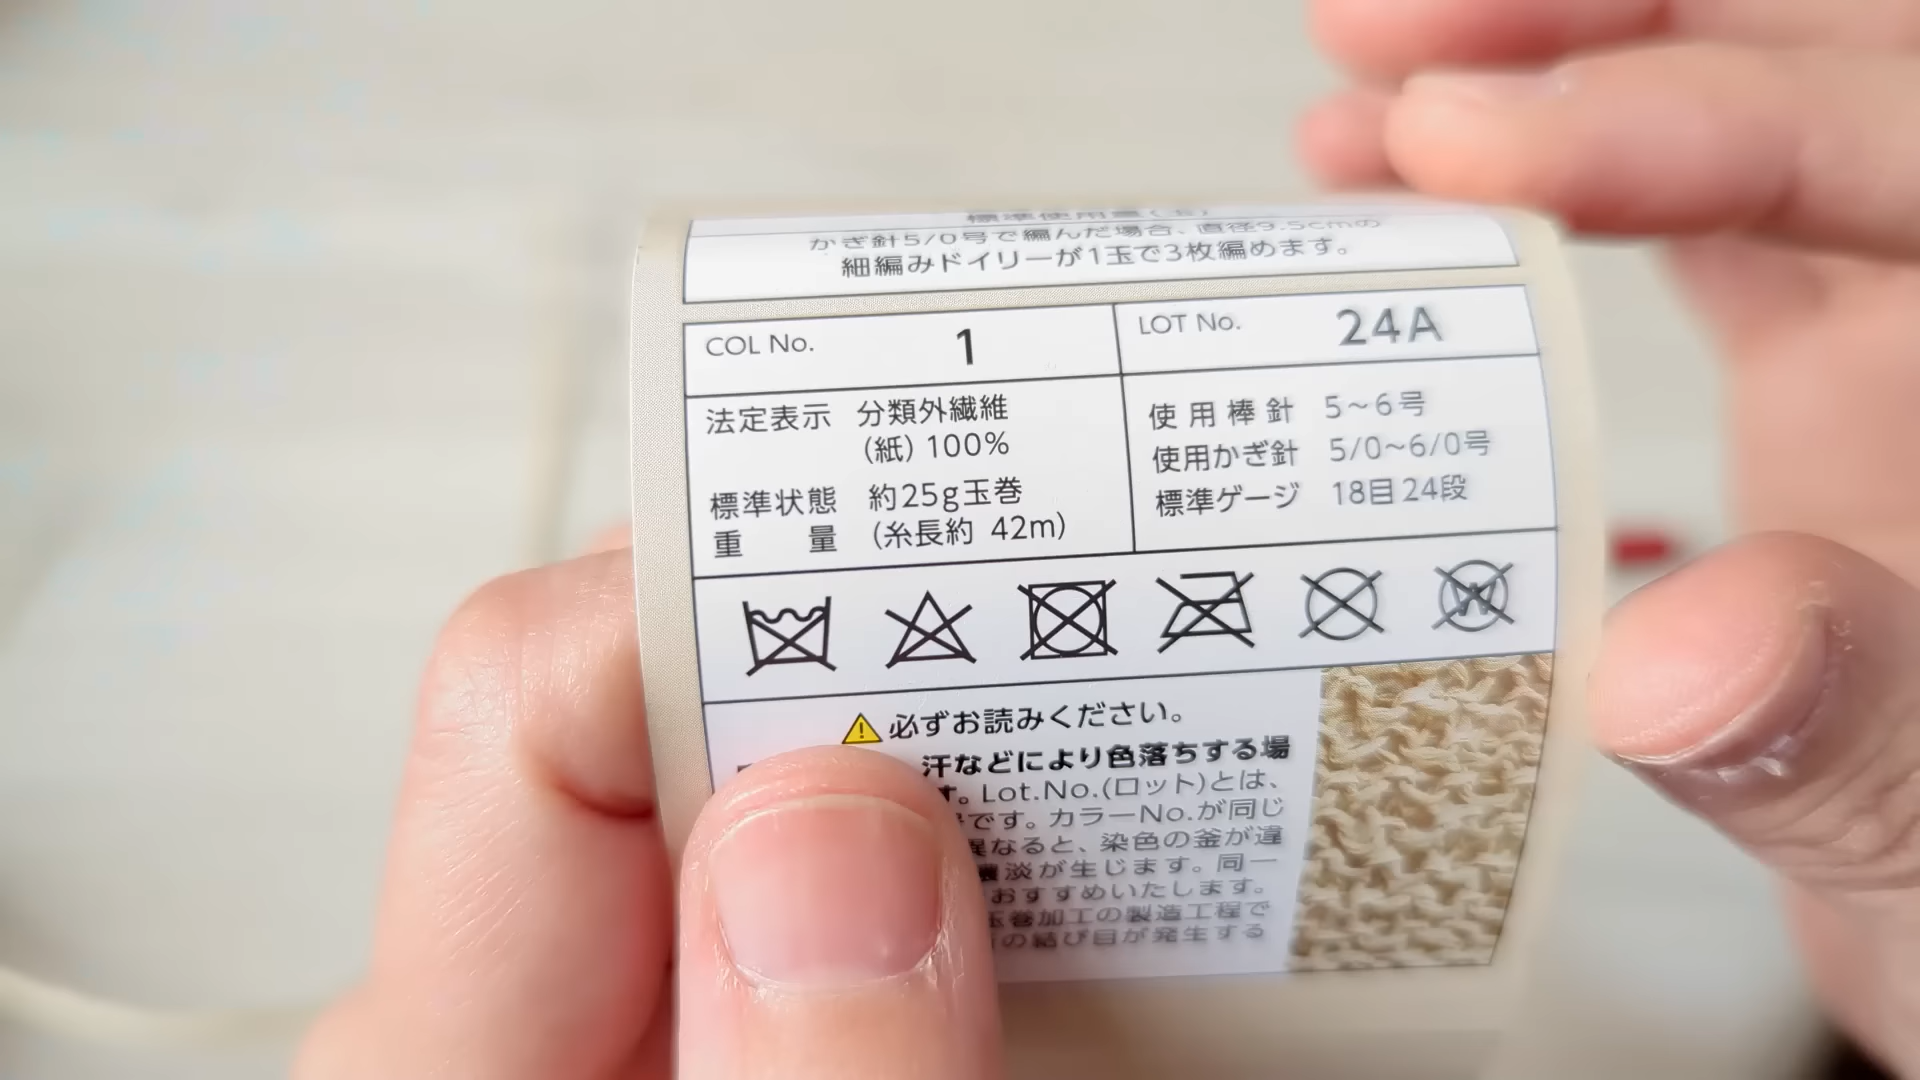 標準使用量(玉)
かぎ針5/0号で編んだ場合、直径9.5cmの
細編みドイリーが1玉で3枚編めます。
COL No. 1
LOT No. 24A
法定表示 分類外繊維
(紙) 100%
標準状態 約25g玉巻
重量 (糸長約 42m)
使用棒針 5~6号
使用かぎ針 5/0~6/0号
標準ゲージ 18目24段
W
必ずお読みください。
汗などにより色落ちする場
す。Lot.No.(ロット)とは、
です。カラーNo.が同じ
異なると、染色の釜が違
濃淡が生じます。同一
おすすめいたします。
玉巻加工の製造工程で
の結び目が発生する